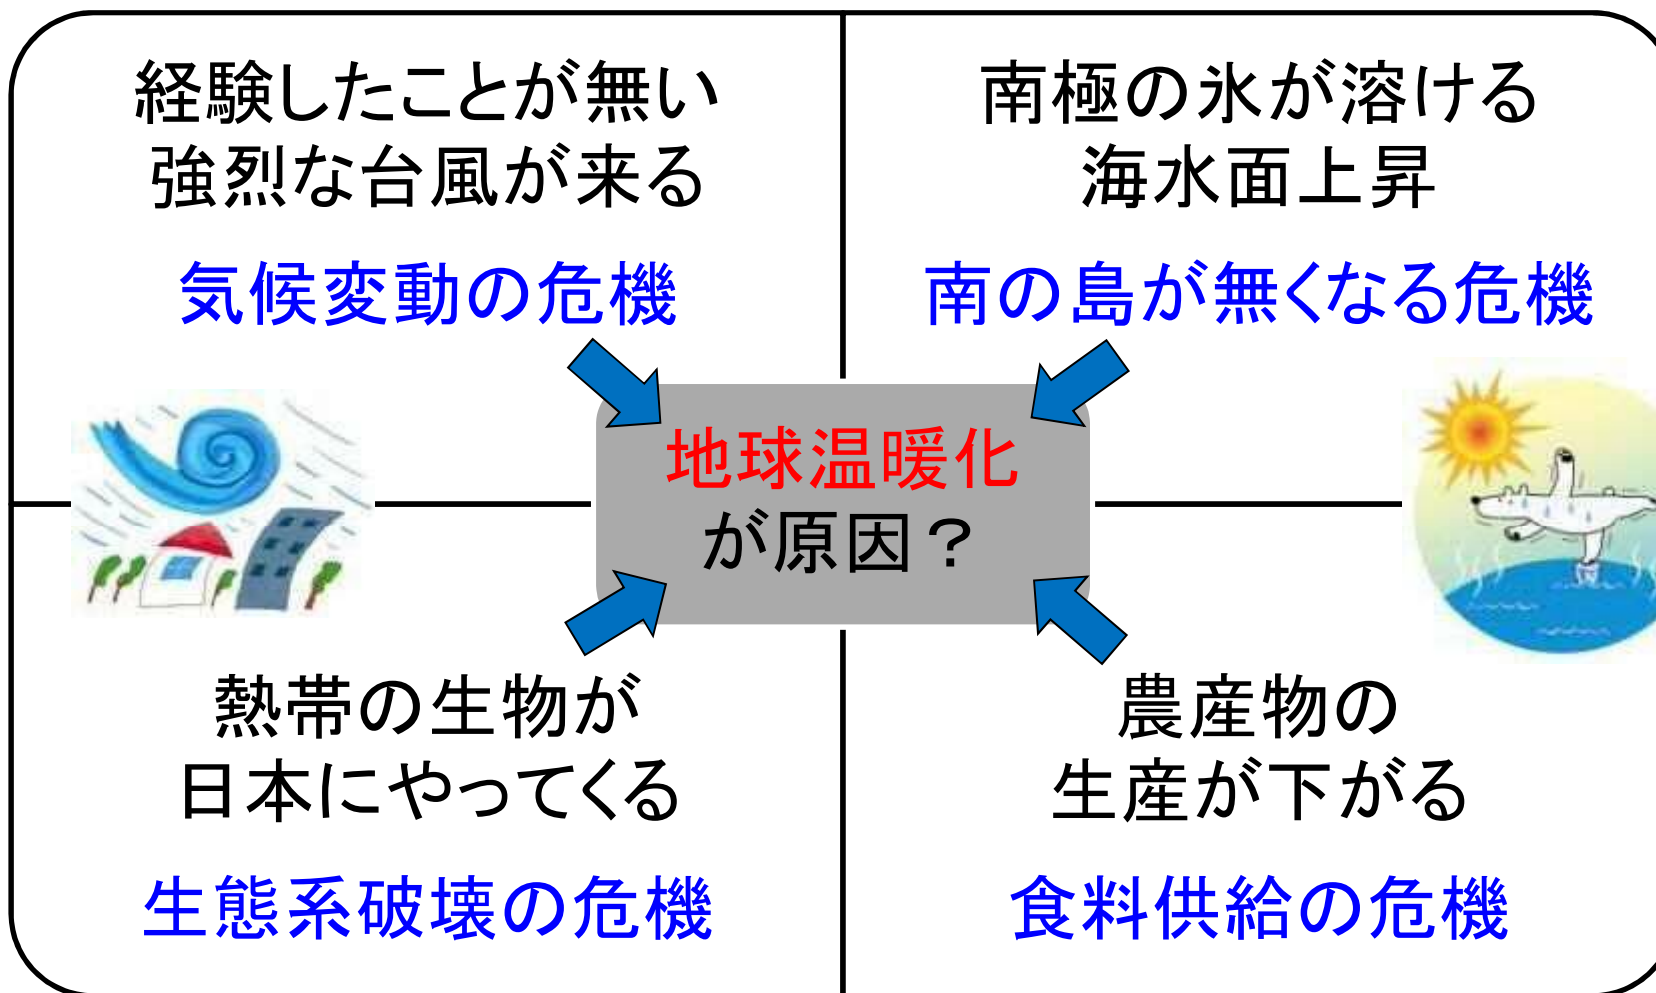 経験したことが無い
強烈な台風が来る
気候変動の危機
南極の氷が溶ける
海水面上昇
南の島が無くなる危機
地球温暖化
が原因？
熱帯の生物が
日本にやってくる
生態系破壊の危機
農産物の
生産が下がる
食料供給の危機